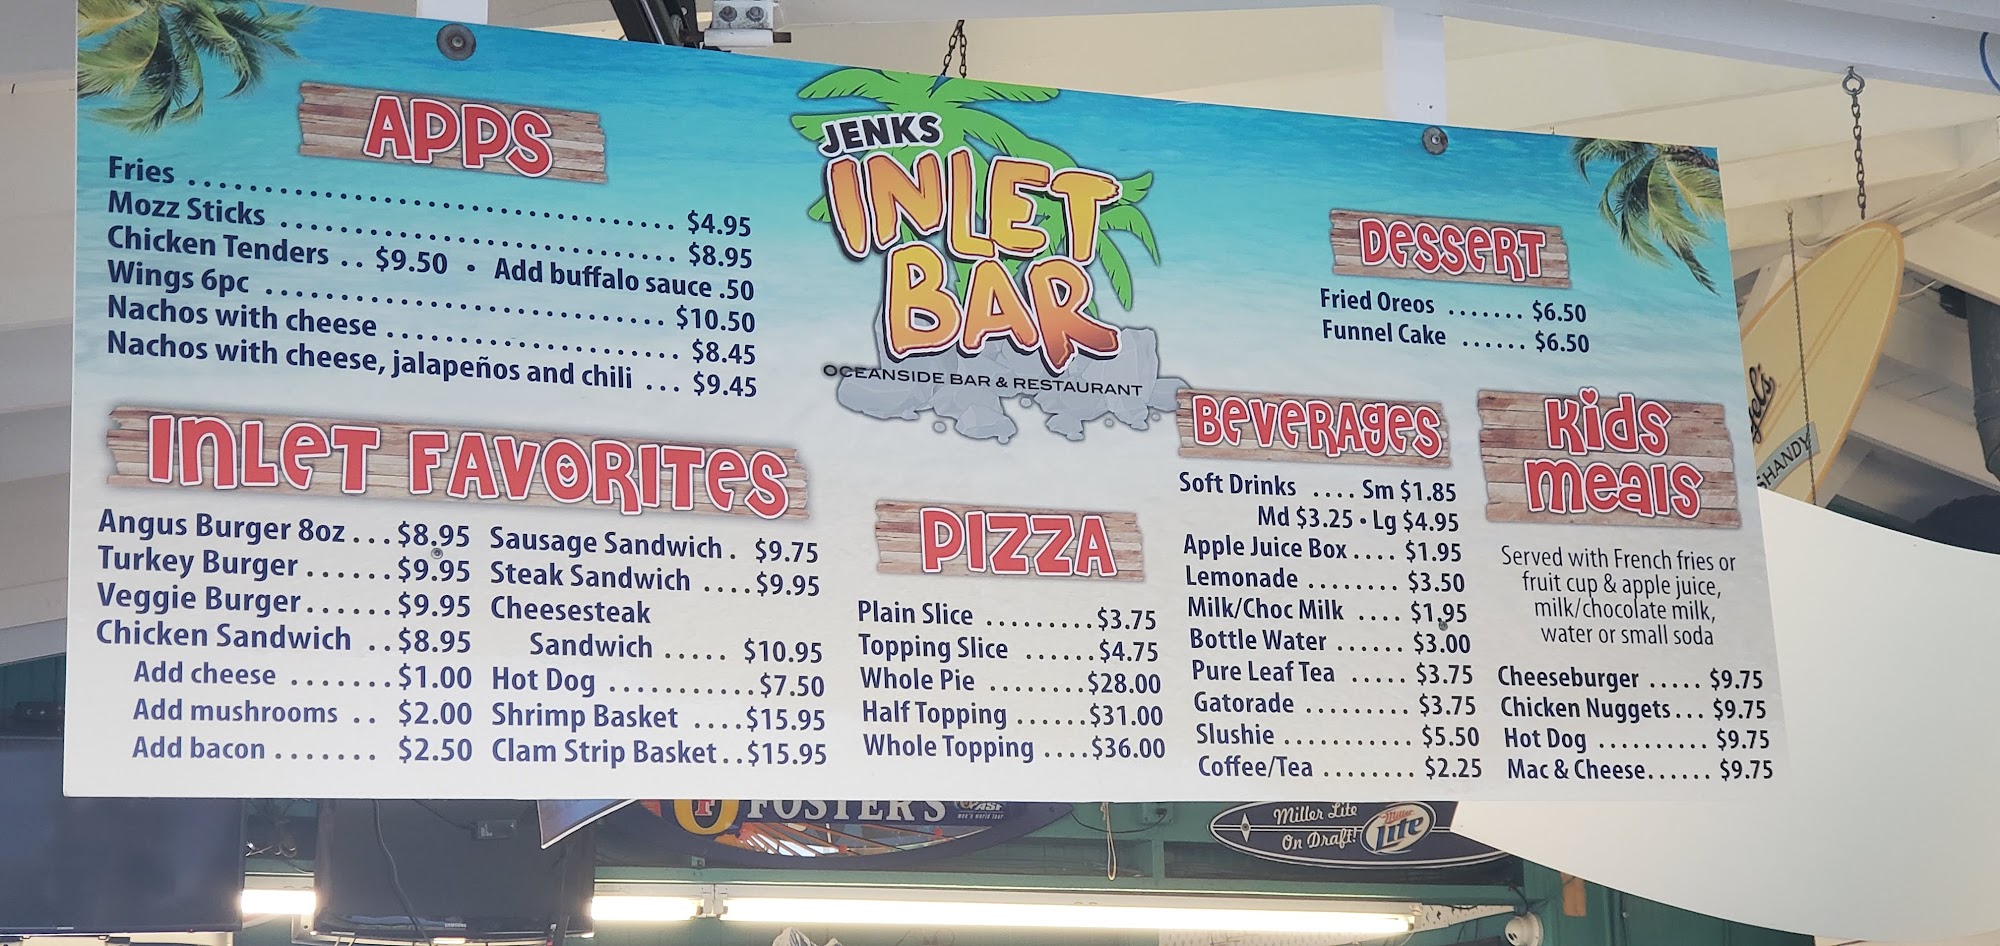 APPS
Fries ........................................ $4.95
Mozz Sticks ................................ $8.95
Chicken Tenders .. $9.50 • Add buffalo sauce .50
Wings 6pc ................................. $10.50
Nachos with cheese ........................ $8.45
Nachos with cheese, jalapeños and chili ... $9.45
JENKS
INLET
BAR
OCEANSIDE BAR & RESTAURANT
DESSERT
Fried Oreos ....... $6.50
Funnel Cake ...... $6.50
INLET FAVORITES
Angus Burger 8oz ... $8.95
Turkey Burger ...... $9.95
Veggie Burger ...... $9.95
Chicken Sandwich .. $8.95
Add cheese ....... $1.00
Add mushrooms .. $2.00
Add bacon ....... $2.50
Sausage Sandwich . $9.75
Steak Sandwich .... $9.95
Cheesesteak
Sandwich ..... $10.95
Hot Dog ........... $7.50
Shrimp Basket .... $15.95
Clam Strip Basket .. $15.95
PIZZA
Plain Slice ......... $3.75
Topping Slice ...... $4.75
Whole Pie ........ $28.00
Half Topping ...... $31.00
Whole Topping .... $36.00
BEVERAGES
Soft Drinks .... Sm $1.85
Md $3.25 • Lg $4.95
Apple Juice Box .... $1.95
Lemonade ........ $3.50
Milk/Choc Milk .... $1.95
Bottle Water ...... $3.00
Pure Leaf Tea ..... $3.75
Gatorade ......... $3.75
Slushie ........... $5.50
Coffee/Tea ........ $2.25
KIDS
MEALS
Served with French fries or
fruit cup & apple juice,
milk/chocolate milk,
water or small soda
Cheeseburger ..... $9.75
Chicken Nuggets ... $9.75
Hot Dog .......... $9.75
Mac & Cheese ...... $9.75
SHANDY
F FOSTER'S
Miller Lite
On Draft!
Miller
Lite
SAMSUNG